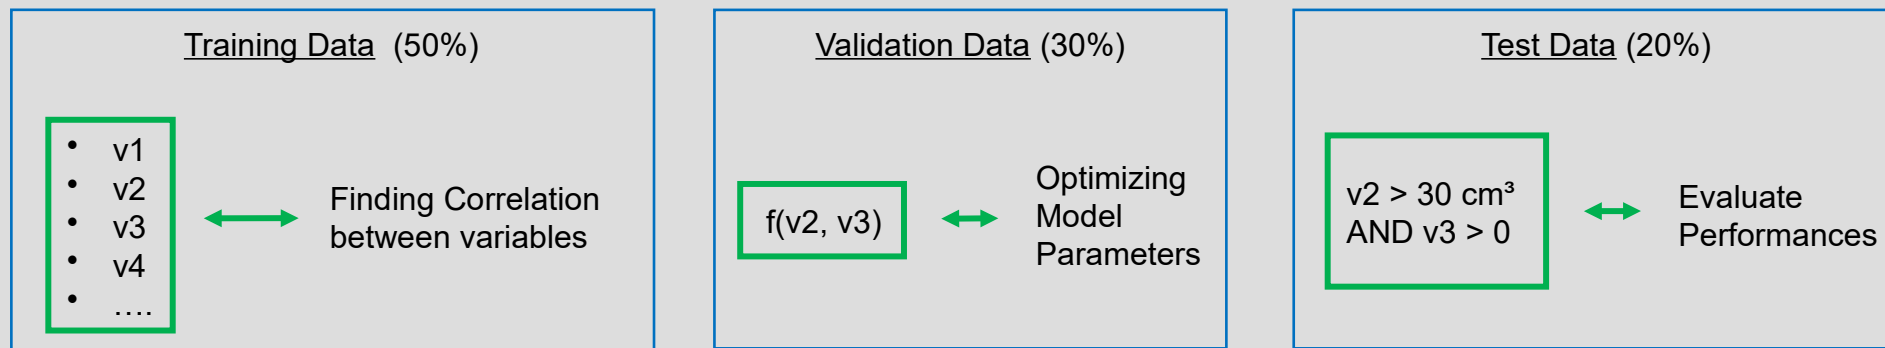 Training Data (50%)
• v1
• v2
• v3
• v4
• ….
Finding Correlation
between variables
Validation Data (30%)
f(v2, v3)
Optimizing
Model
Parameters
Test Data (20%)
v2 > 30 cm³
AND v3 > 0
Evaluate
Performances